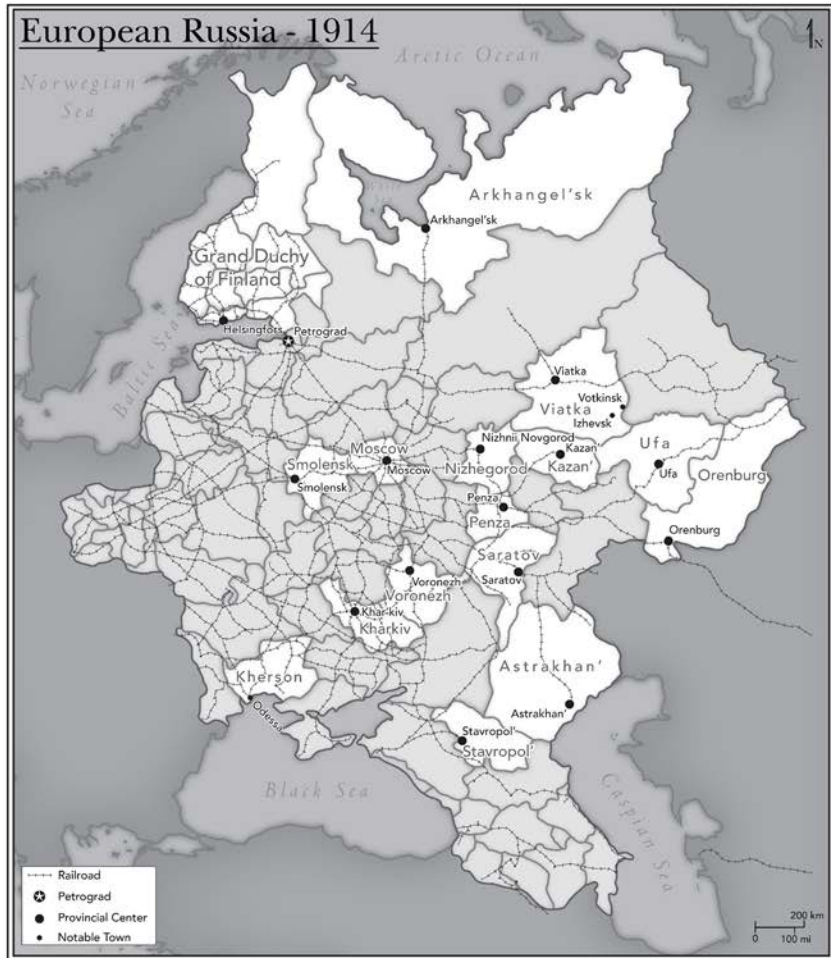 European Russia - 1914
N
Norwegian
Sea
Arctic Ocean
White
Sea
Arkhangel'sk
Arkhangel'sk
Grand Duchy
of Finland
Helsingfors
Petrograd
Baltic Sea
Viatka
Votkinsk
Viatka
Izhevsk
Nizhnii Novgorod
Kazan'
Ufa
Moscow
Moscow
Nizhegorod
Kazan'
Ufa
Orenburg
Smolensk
Smolensk
Penza
Penza
Orenburg
Saratov
Saratov
Voronezh
Voronezh
Kharkiv
Kharkiv
Astrakhan'
Kherson
Odessa
Astrakhan'
Stavropol'
Stavropol'
Black Sea
Caspian Sea
Railroad
Petrograd
Provincial Center
Notable Town
200 km
0 100 mi